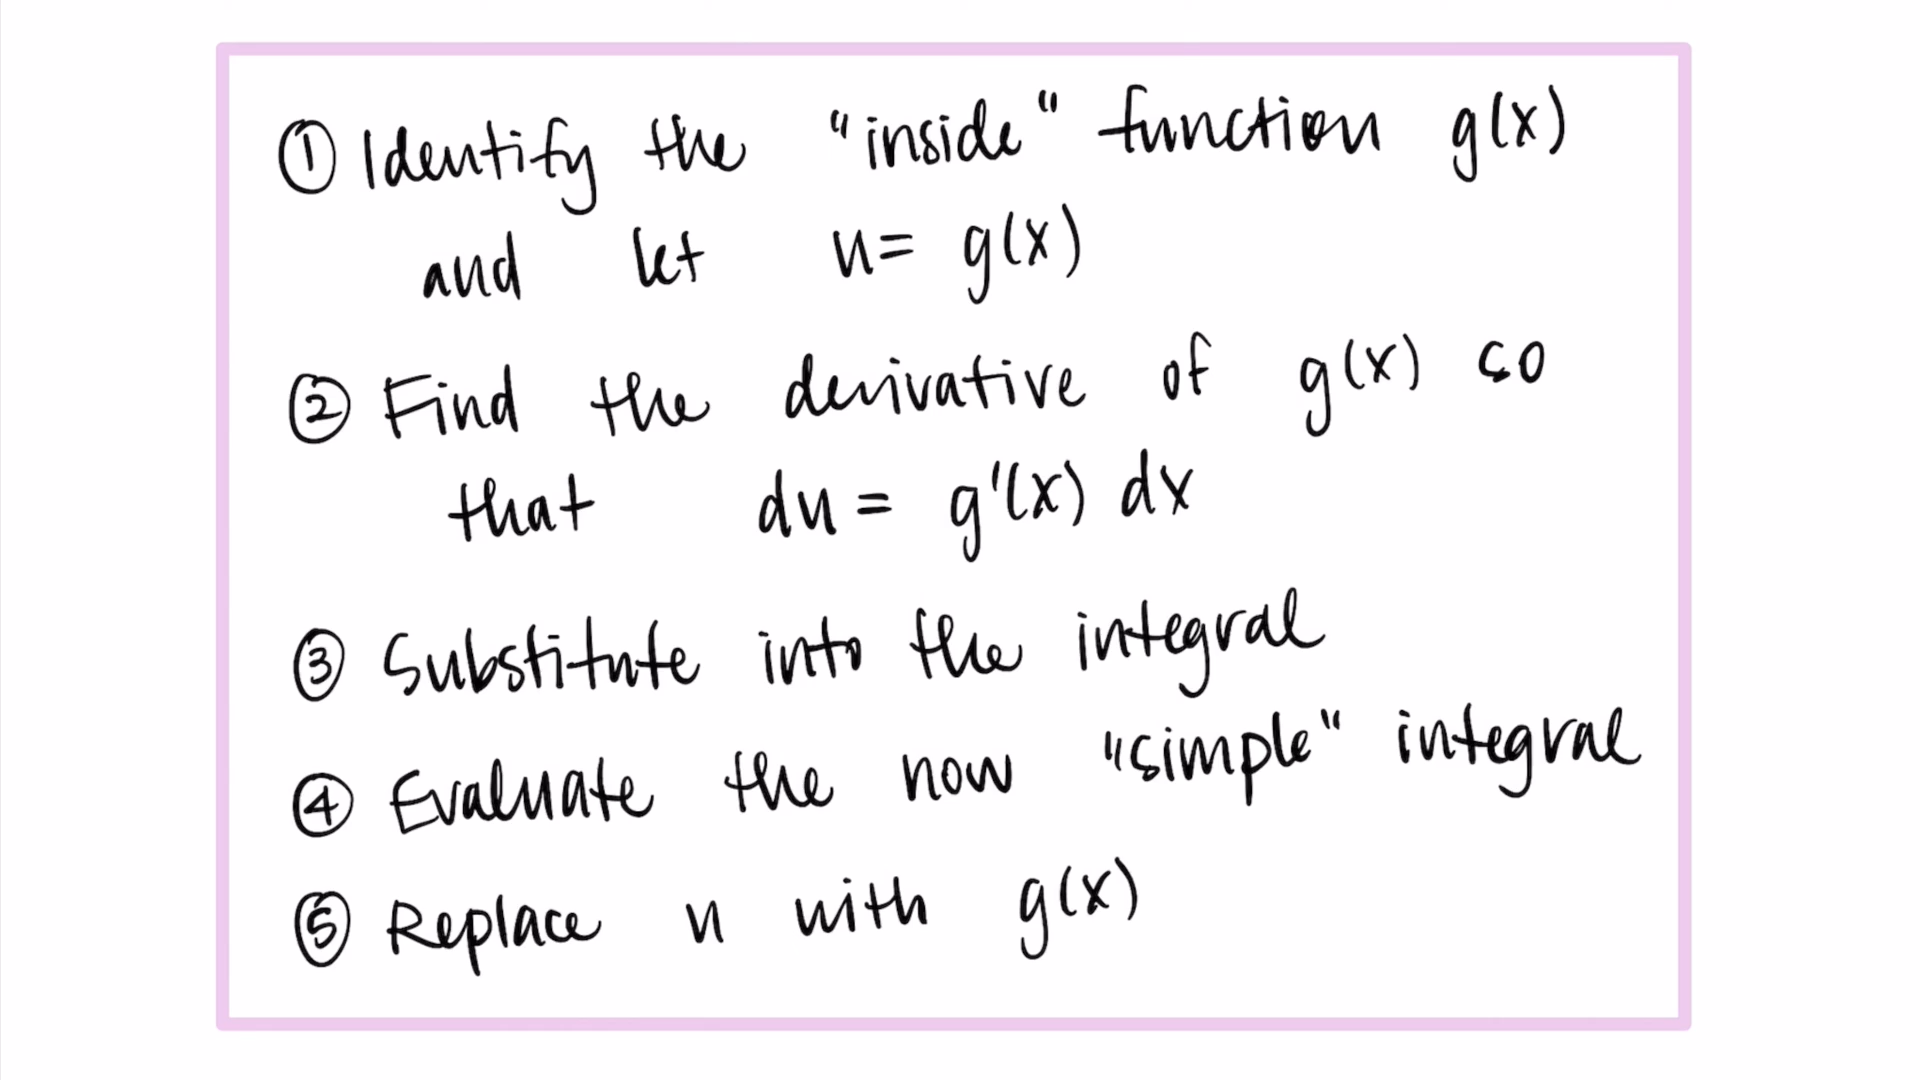 ① Identify the "inside" function g(x)
and let u = g(x)
② Find the derivative of g(x) so
that du = g'(x) dx
③ Substitute into the integral
④ Evaluate the now "simple" integral
⑤ Replace u with g(x)